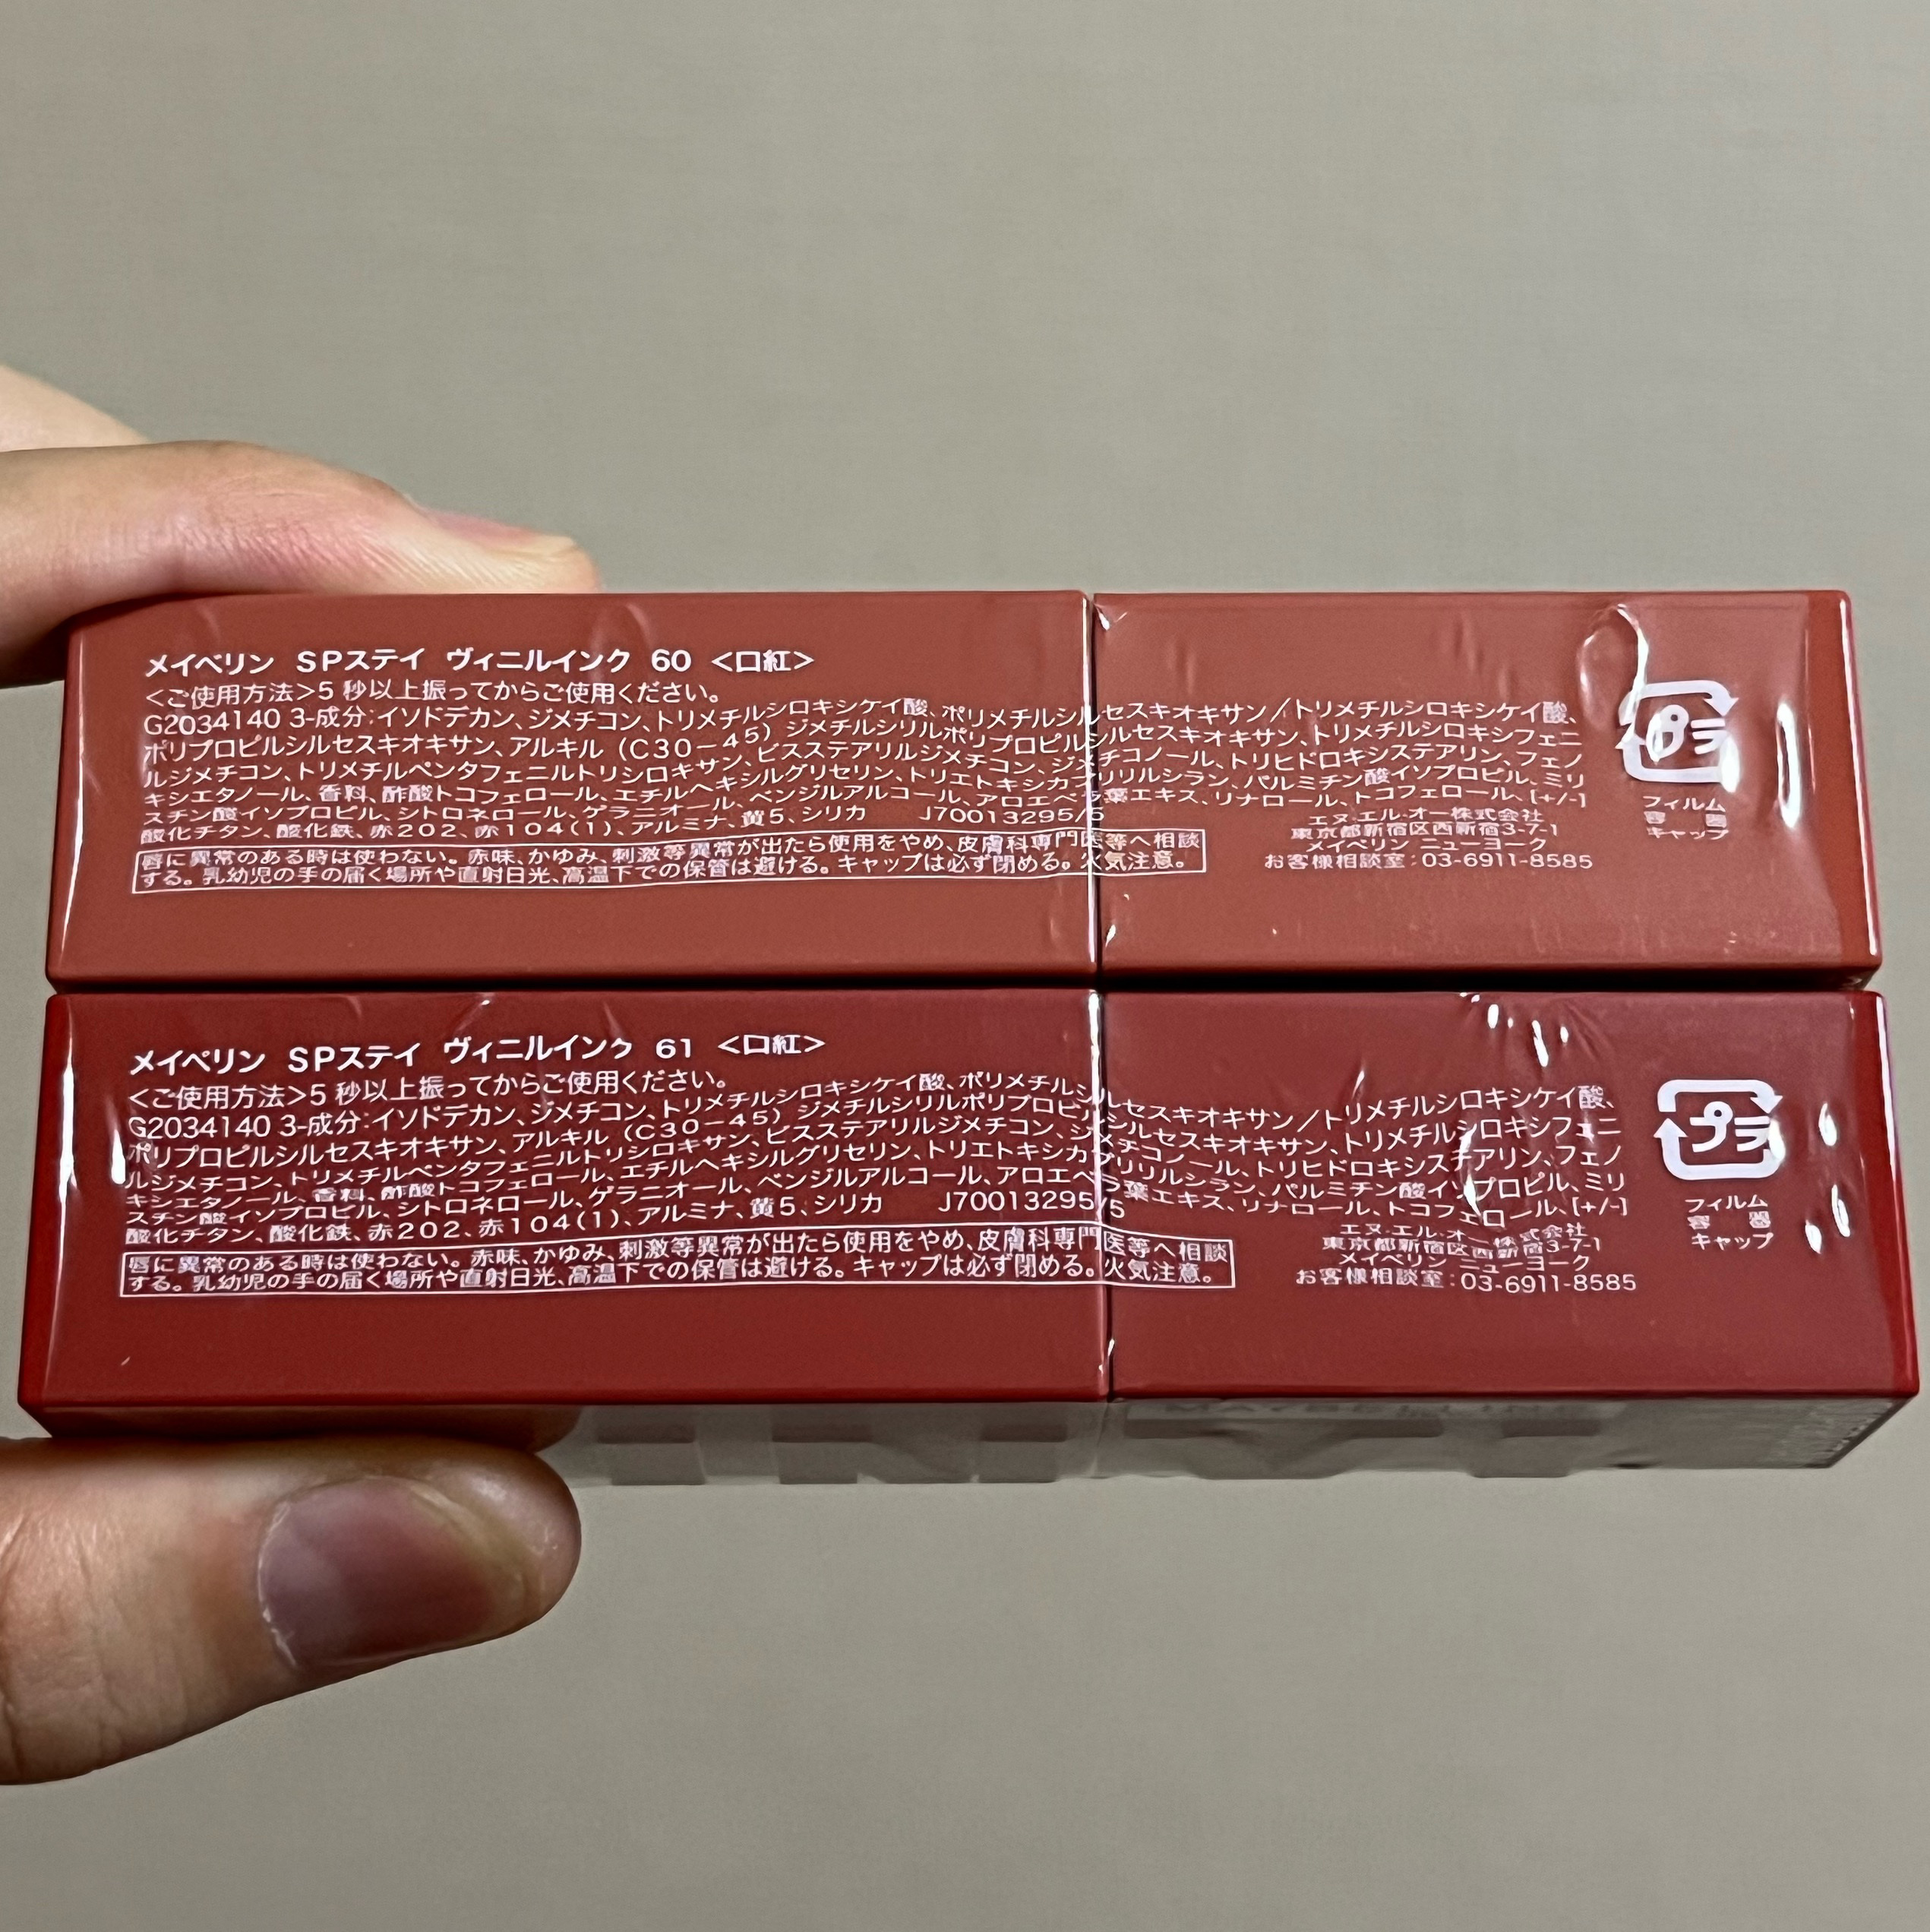 メイベリン SPステイ ヴィニルインク 60 <口紅>
<ご使用方法>5 秒以上振ってからご使用ください。
G2034140 3-成分:イソドデカン、ジメチコン、トリメチルシロキシケイ酸、ポリメチルシルセスキオキサン/トリメチルシロキシケイ酸、
ポリプロピルシルセスキオキサン、アルキル(C30-45)ジメチルシリルポリプロピルシルセスキオキサン、トリメチルシロキシフェニ
ルジメチコン、トリメチルペンタフェニルトリシロキサン、ビスステアリルジメチコン、ジメチコノール、トリヒドロキシステアリン、フェノ
キシエタノール、香料、酢酸トコフェロール、エチルヘキシルグリセリン、トリエトキシカプリリルシラン、パルミチン酸イソプロピル、ミリ
スチン酸イソプロピル、シトロネロール、ゲラニオール、ベンジルアルコール、アロエベラ葉エキス、リナロール、トコフェロール、[+/-]
酸化チタン、酸化鉄、赤202、赤104(1)、アルミナ、黄5、シリカ J70013295/5
唇に異常のある時は使わない。赤味、かゆみ、刺激等異常が出たら使用をやめ、皮膚科専門医等へ相談
する。乳幼児の手の届く場所や直射日光、高温下での保管は避ける。キャップは必ず閉める。火気注意。
エヌ.エル.オー株式会社
東京都新宿区西新宿3-7-1
メイベリン ニューヨーク
お客様相談室:03-6911-8585
プラ
フィルム
容 器
キャップ
メイベリン SPステイ ヴィニルインク 61 <口紅>
<ご使用方法>5 秒以上振ってからご使用ください。
G2034140 3-成分:イソドデカン、ジメチコン、トリメチルシロキシケイ酸、ポリメチルシルセスキオキサン/トリメチルシロキシケイ酸、
ポリプロピルシルセスキオキサン、アルキル(C30-45)ジメチルシリルポリプロピルシルセスキオキサン、トリメチルシロキシフェニ
ルジメチコン、トリメチルペンタフェニルトリシロキサン、ビスステアリルジメチコン、ジメチコノール、トリヒドロキシステアリン、フェノ
キシエタノール、香料、酢酸トコフェロール、エチルヘキシルグリセリン、トリエトキシカプリリルシラン、パルミチン酸イソプロピル、ミリ
スチン酸イソプロピル、シトロネロール、ゲラニオール、ベンジルアルコール、アロエベラ葉エキス、リナロール、トコフェロール、[+/-]
酸化チタン、酸化鉄、赤202、赤104(1)、アルミナ、黄5、シリカ J70013295/5
唇に異常のある時は使わない。赤味、かゆみ、刺激等異常が出たら使用をやめ、皮膚科専門医等へ相談
する。乳幼児の手の届く場所や直射日光、高温下での保管は避ける。キャップは必ず閉める。火気注意。
エヌ.エル.オー株式会社
東京都新宿区西新宿3-7-1
メイベリン ニューヨーク
お客様相談室:03-6911-8585
プラ
フィルム
容 器
キャップ